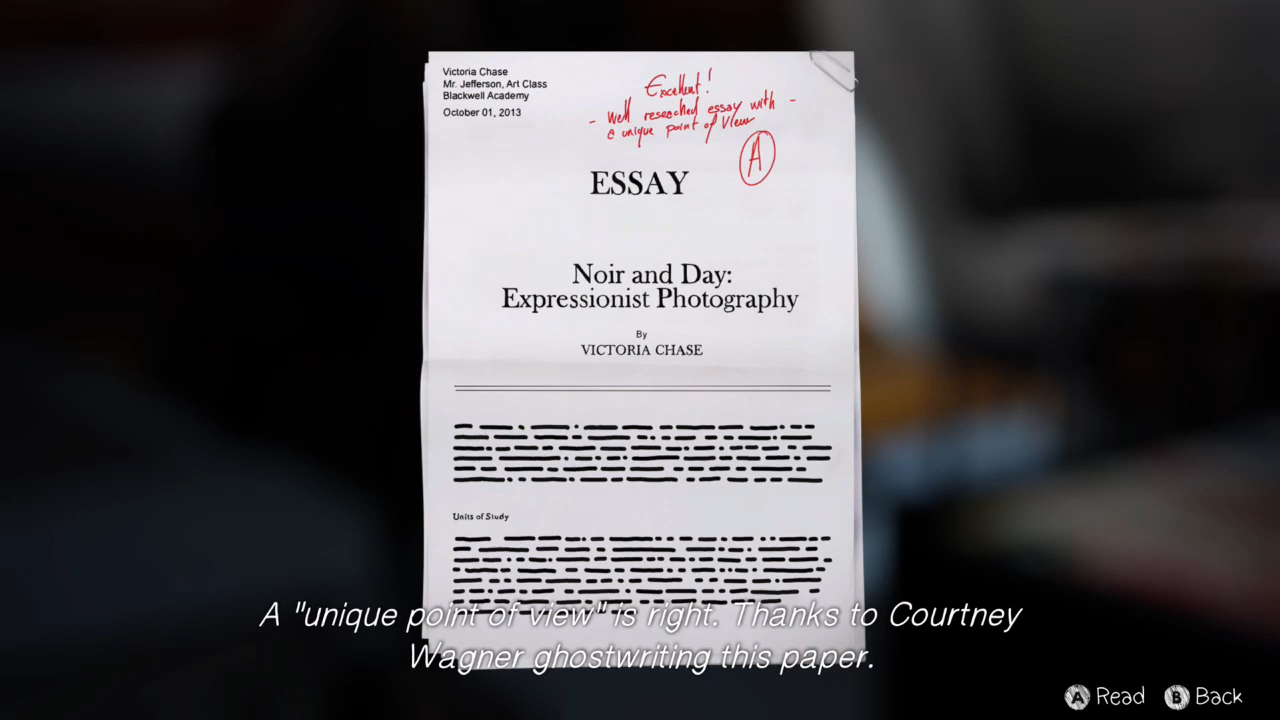 Victoria Chase
Mr. Jefferson, Art Class
Blackwell Academy
October 01, 2013
Excellent!
- Well reseached essay with -
a unique point of View
A
ESSAY
Noir and Day:
Expressionist Photography
By
VICTORIA CHASE
Units of Study
A "unique point of view" is right. Thanks to Courtney
Wagner ghostwriting this paper.
A Read B Back